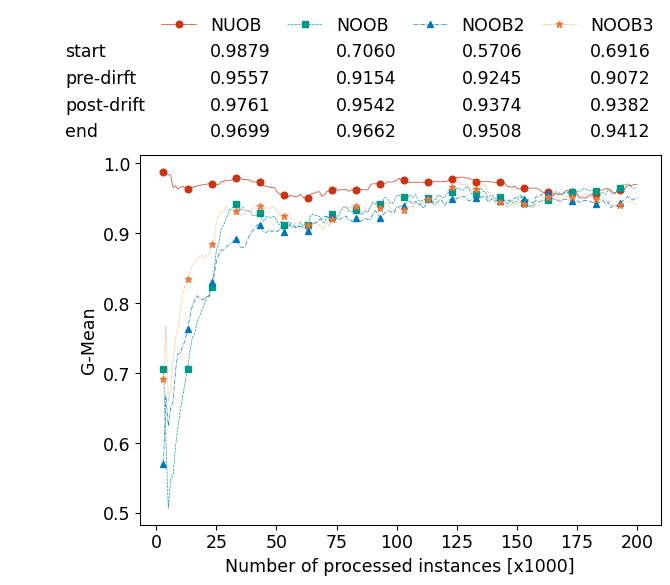 NUOB NOOB NOOB2 NOOB3
start 0.9879 0.7060 0.5706 0.6916
pre-dirft 0.9557 0.9154 0.9245 0.9072
post-drift 0.9761 0.9542 0.9374 0.9382
end 0.9699 0.9662 0.9508 0.9412
1.0
0.9
0.8
0.7
0.6
0.5
G-Mean
0 25 50 75 100 125 150 175 200
Number of processed instances [x1000]